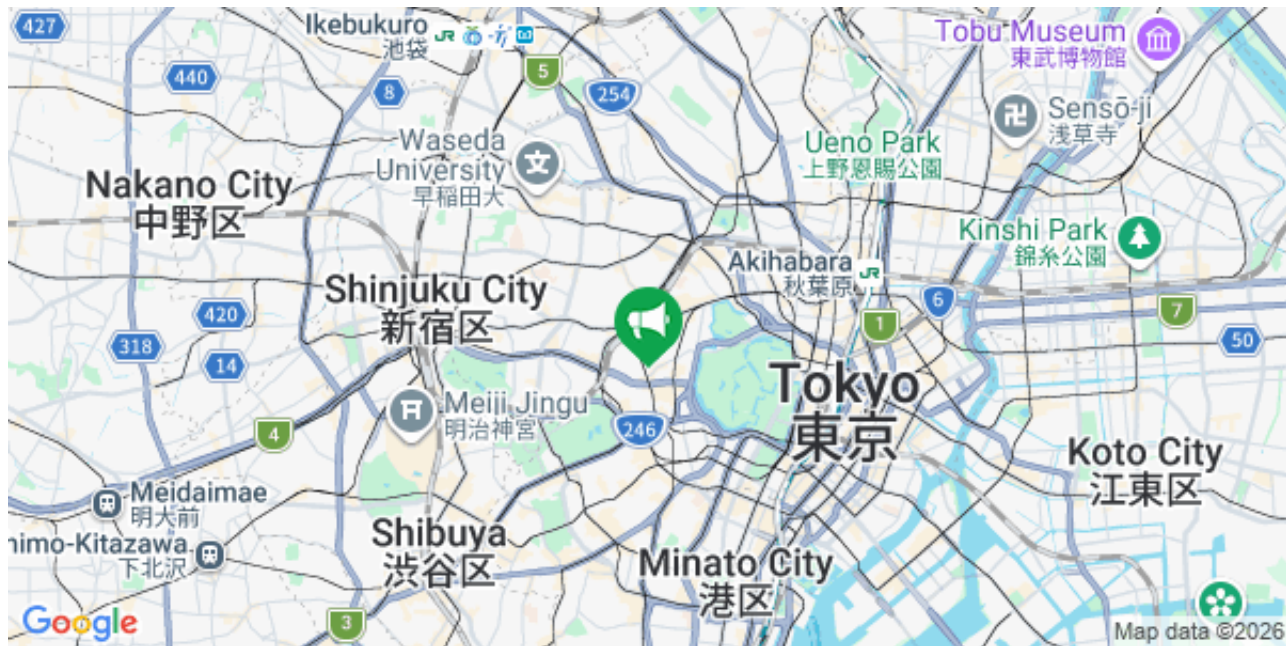 427
Ikebukuro
池袋
JR
440
8
5
254
Tobu Museum
東武博物館
Sensō-ji
浅草寺
Waseda
University
早稲田大
文
Ueno Park
上野恩賜公園
Nakano City
中野区
Kinshi Park
錦糸公園
Akihabara
秋葉原
JR
Shinjuku City
新宿区
420
318
14
6
1
7
50
Tokyo
東京
Meiji Jingu
明治神宮
246
4
Koto City
江東区
Meidaimae
明大前
himo-Kitazawa
下北沢
Shibuya
渋谷区
Minato City
港区
3
Google
Map data ©2026